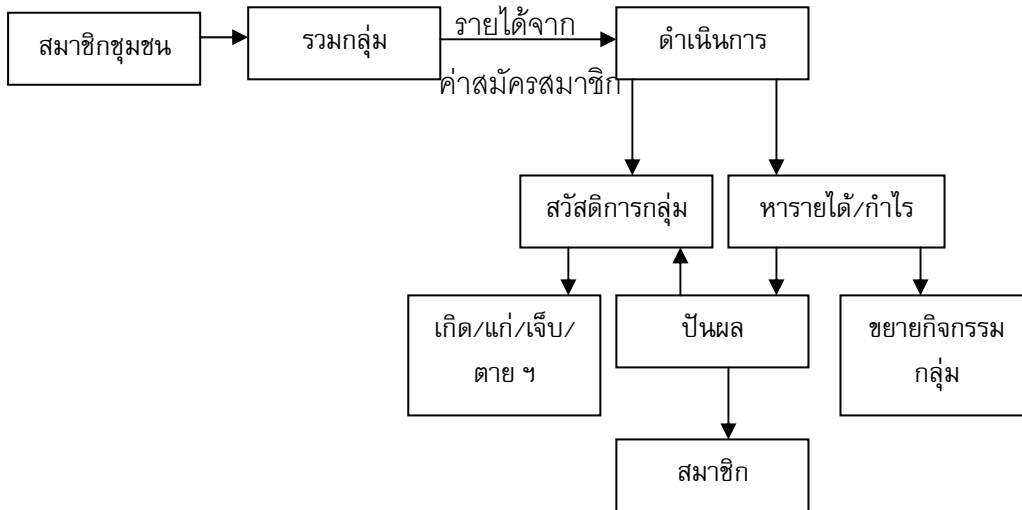 สมาชิกชุมชน
รวมกลุ่ม
รายได้จาก
ค่าสมัครสมาชิก
ดำเนินการ
สวัสดิการกลุ่ม
หารายได้/กำไร
เกิด/แก่/เจ็บ/
ตาย ฯ
ปันผล
ขยายกิจกรรม
กลุ่ม
สมาชิก